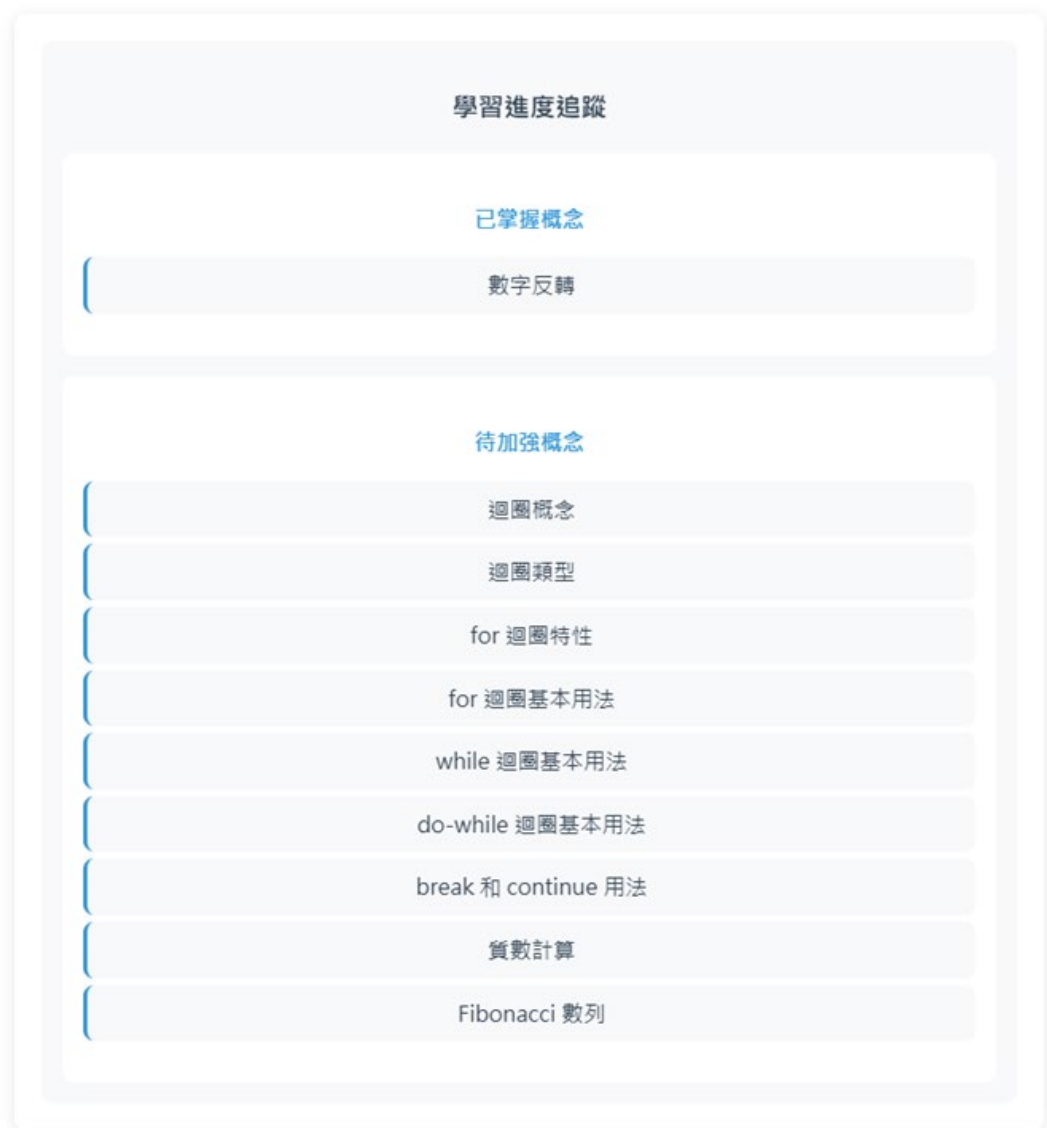 學習進度追蹤
已掌握概念
數字反轉
待加強概念
迴圈概念
迴圈類型
for 迴圈特性
for 迴圈基本用法
while 迴圈基本用法
do-while 迴圈基本用法
break 和 continue 用法
質數計算
Fibonacci 數列